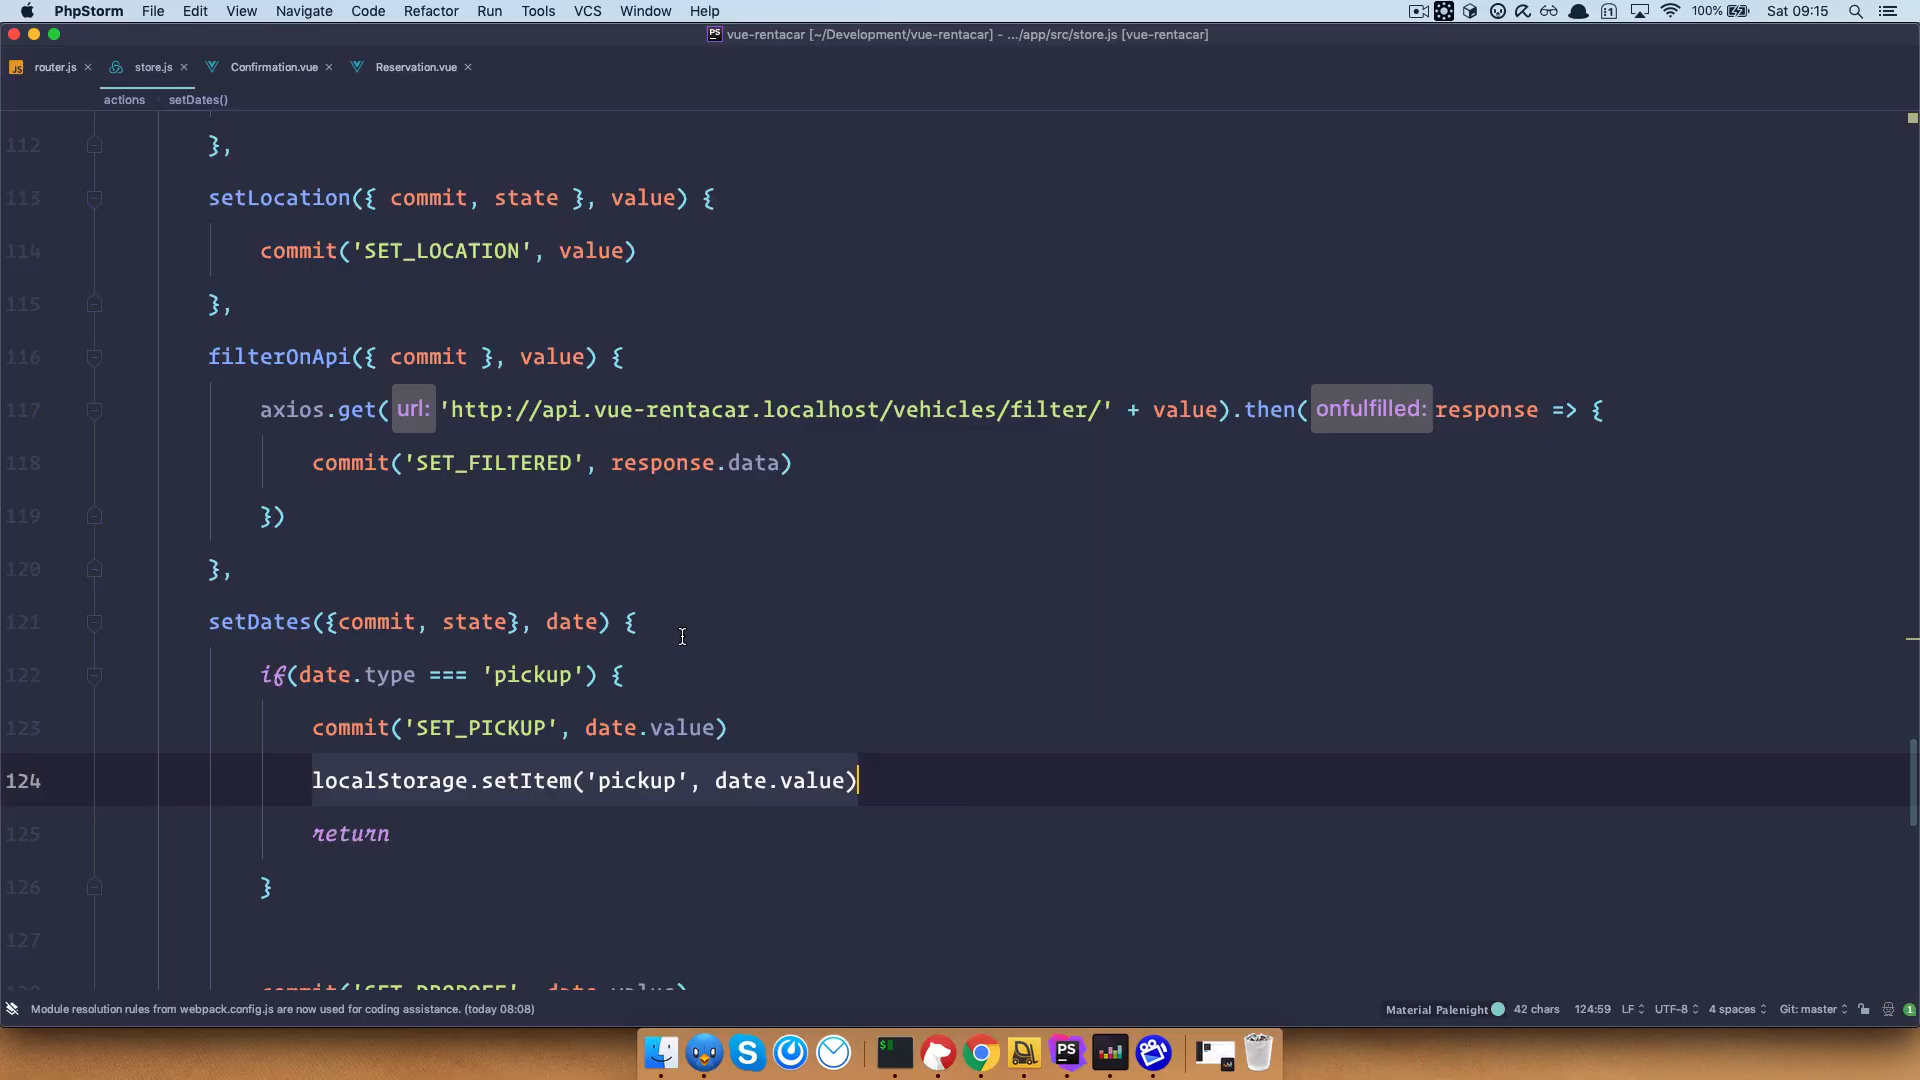 PhpStorm File Edit View Navigate Code Refactor Run Tools VCS Window Help 100% Sat 09:15
vue-rentacar [~/Development/vue-rentacar] - .../app/src/store.js [vue-rentacar]
router.js store.js Confirmation.vue Reservation.vue
actions setDates()
112 },
113 setLocation({ commit, state }, value) {
114 commit('SET_LOCATION', value)
115 },
116 filterOnApi({ commit }, value) {
117 axios.get( url: 'http://api.vue-rentacar.localhost/vehicles/filter/' + value).then( onfulfilled: response => {
118 commit('SET_FILTERED', response.data)
119 })
120 },
121 setDates({commit, state}, date) {
122 if(date.type === 'pickup') {
123 commit('SET_PICKUP', date.value)
124 localStorage.setItem('pickup', date.value)
125 return
126 }
127
commit('SET_DROPOFF', date.value)
Module resolution rules from webpack.config.js are now used for coding assistance. (today 08:08) Material Palenight 42 chars 124:59 LF UTF-8 4 spaces Git: master 1